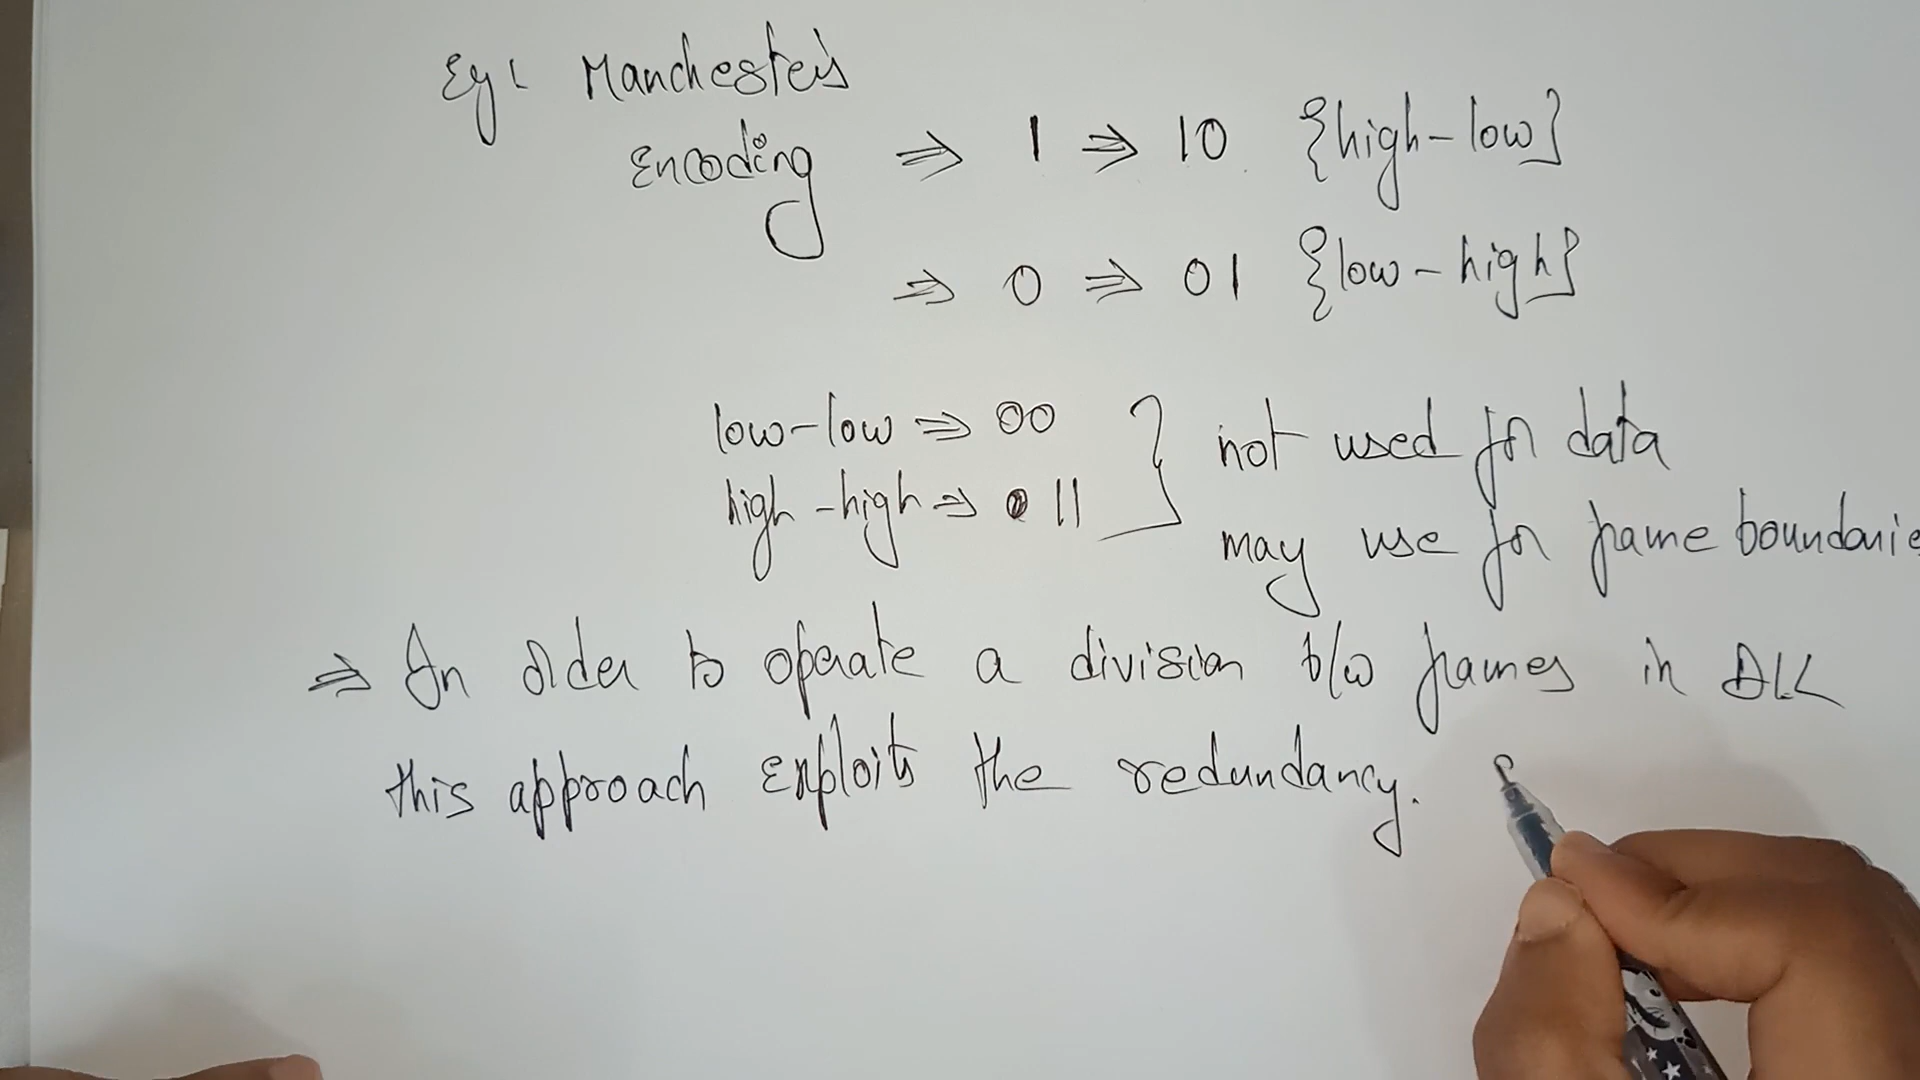 Eg: Manchester's
Encoding ⇒ 1 ⇒ 10 {high-low}
⇒ 0 ⇒ 01 {low-high}
low-low ⇒ 00
high-high ⇒ 11
not used for data
may use for frame boundarie
⇒ In order to operate a division b/w frames in DLL
this approach exploits the redundancy.